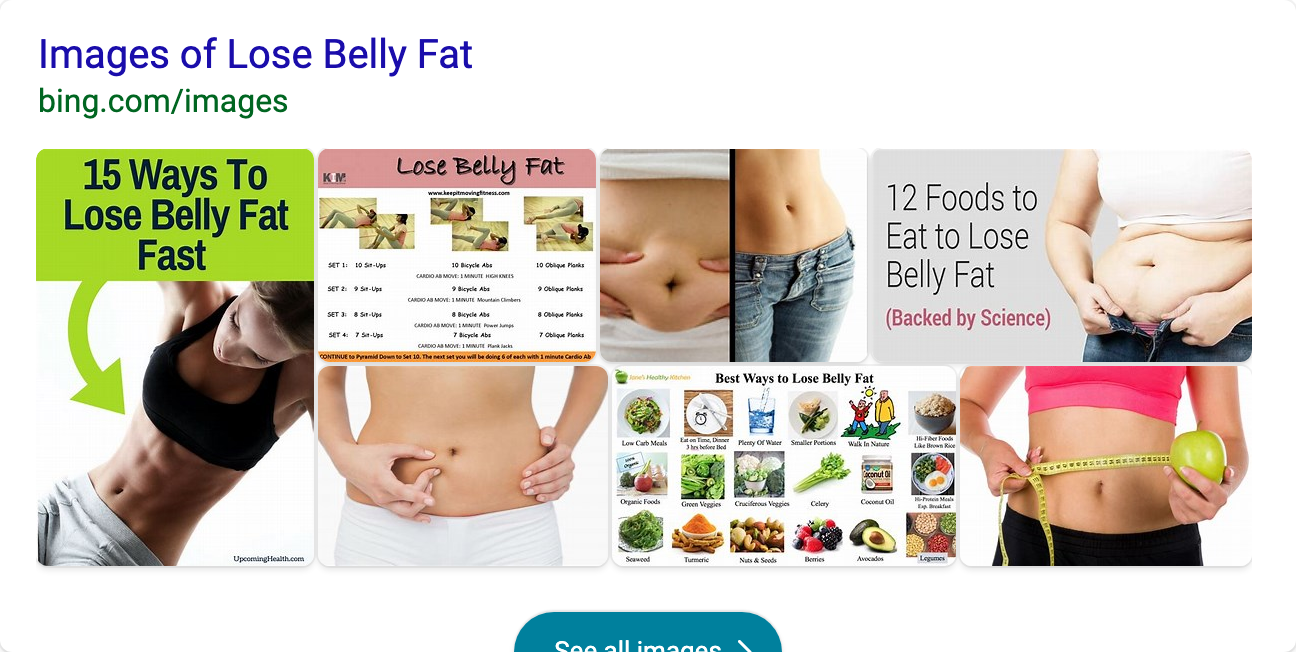 Images of Lose Belly Fat
bing.com/images
15 Ways To
Lose Belly Fat
Fast
UpcomingHealth.com
KIM
Lose Belly Fat
www.keepitmovingfitness.com
SET 1: 10 Sit-Ups 10 Bicycle Abs 10 Oblique Planks
CARDIO AB MOVE: 1 MINUTE HIGH KNEES
SET 2: 9 Sit-Ups 9 Bicycle Abs 9 Oblique Planks
CARDIO AB MOVE: 1 MINUTE Mountain Climbers
SET 3: 8 Sit-Ups 8 Bicycle Abs 8 Oblique Planks
CARDIO AB MOVE: 1 MINUTE Power Jumps
SET 4: 7 Sit-Ups 7 Bicycle Abs 7 Oblique Planks
CARDIO AB MOVE: 1 MINUTE Plank Jacks
CONTINUE to Pyramid Down to Set 10. The next set you will be doing 6 of each with 1 minute Cardio Ab
12 Foods to
Eat to Lose
Belly Fat
(Backed by Science)
Jane's Healthy Kitchen
Best Ways to Lose Belly Fat
Low Carb Meals
Eat on Time, Dinner
3 hrs before Bed
Plenty Of Water
Smaller Portions
Walk In Nature
Hi-Fiber Foods
Like Brown Rice
100%
Organic
Organic Foods
Green Veggies
Cruciferous Veggies
Celery
Coconut Oil
Coconut Oil
Hi-Protein Meals
Esp. Breakfast
Seaweed
Turmeric
Nuts & Seeds
Berries
Avocados
Legumes
See all images